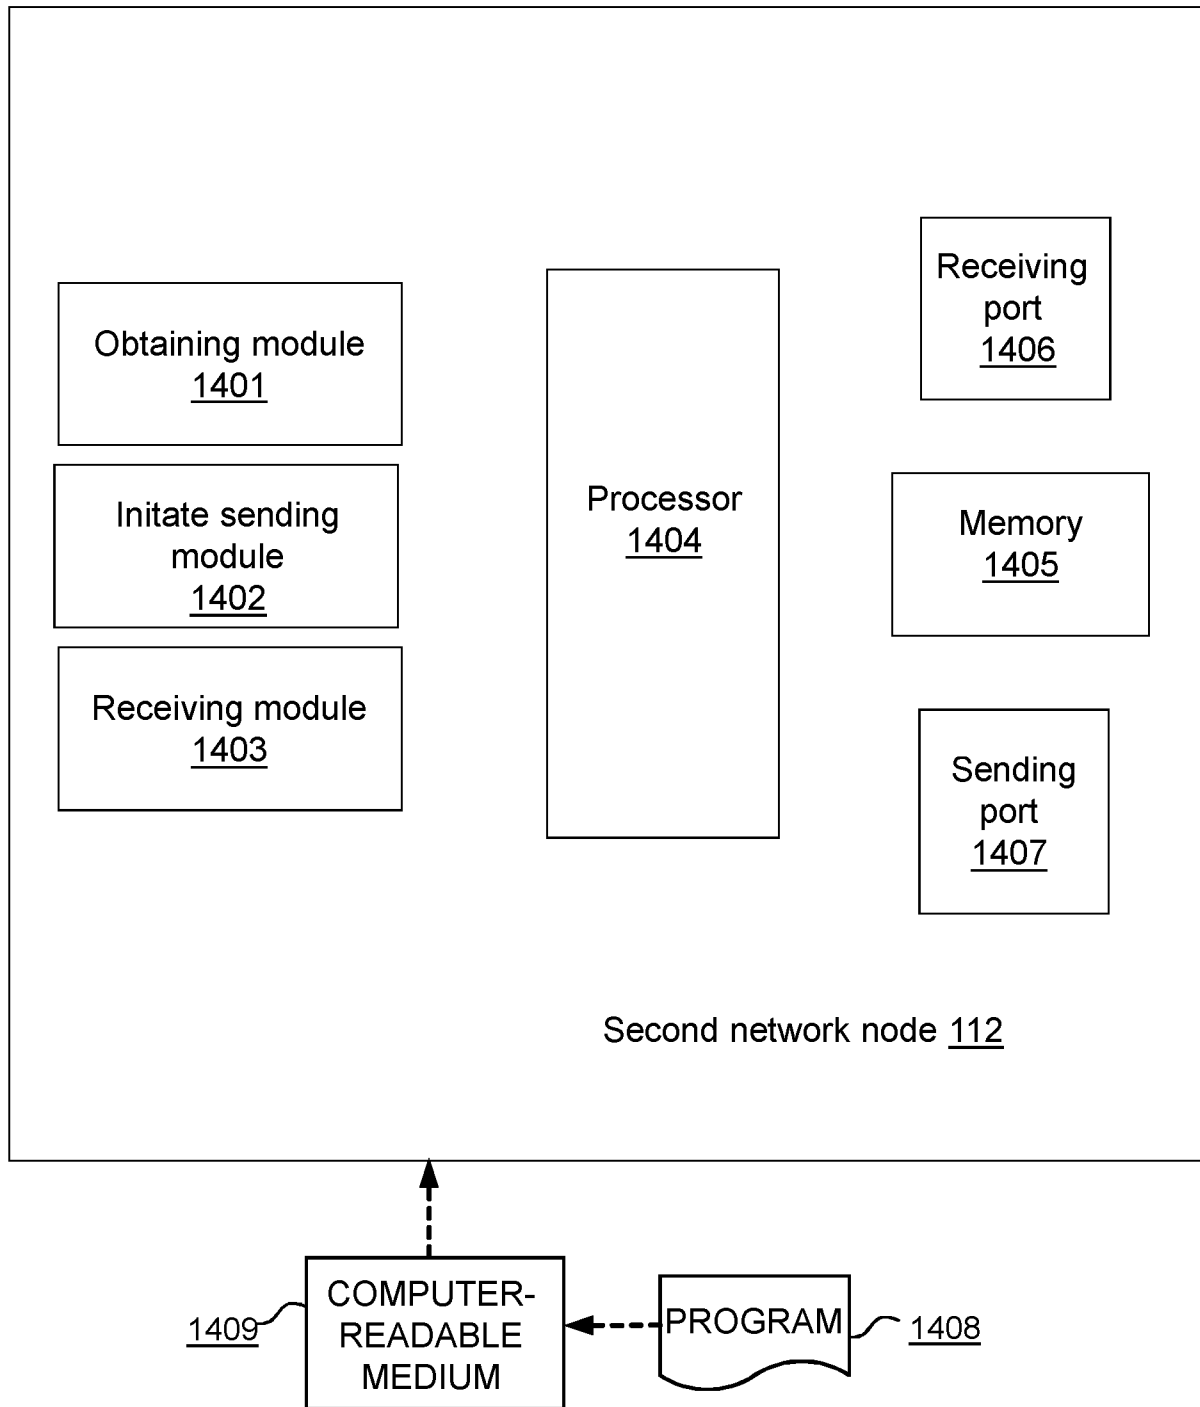 Obtaining module
1401
Initate sending
module
1402
Receiving module
1403
Processor
1404
Receiving
port
1406
Memory
1405
Sending
port
1407
Second network node 112
1409
COMPUTER-
READABLE
MEDIUM
PROGRAM
1408